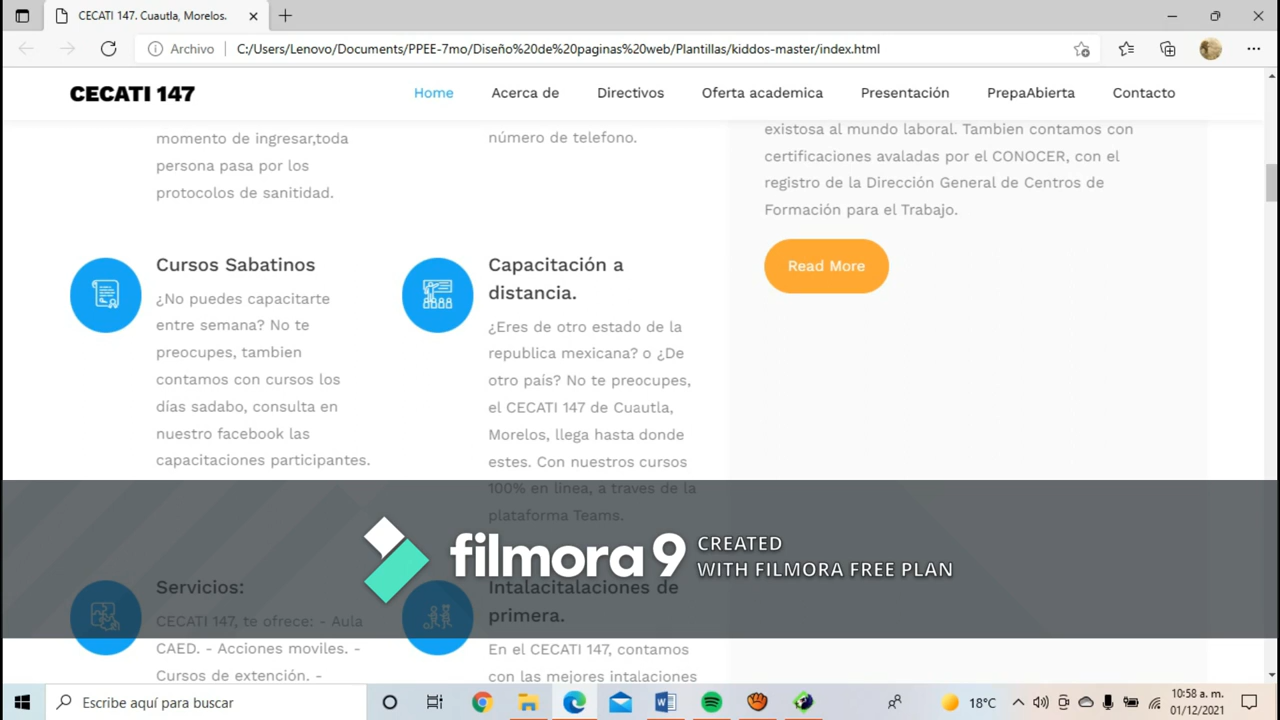 CECATI 147. Cuautla, Morelos.
Archivo
C:/Users/Lenovo/Documents/PPEE-7mo/Diseño%20de%20paginas%20web/Plantillas/kiddos-master/index.html
CECATI 147
Home
Acerca de
Directivos
Oferta academica
Presentación
PrepaAbierta
Contacto
momento de ingresar,toda
persona pasa por los
protocolos de sanitidad.
número de telefono.
existosa al mundo laboral. Tambien contamos con
certificaciones avaladas por el CONOCER, con el
registro de la Dirección General de Centros de
Formación para el Trabajo.
Read More
Cursos Sabatinos
¿No puedes capacitarte
entre semana? No te
preocupes, tambien
contamos con cursos los
días sadabo, consulta en
nuestro facebook las
capacitaciones participantes.
Capacitación a
distancia.
¿Eres de otro estado de la
republica mexicana? o ¿De
otro país? No te preocupes,
el CECATI 147 de Cuautla,
Morelos, llega hasta donde
estes. Con nuestros cursos
100% en linea, a traves de la
plataforma Teams.
filmora 9
CREATED
WITH FILMORA FREE PLAN
Servicios:
CECATI 147, te ofrece: - Aula
CAED. - Acciones moviles. -
Cursos de extención. -
Intalacitalaciones de
primera.
En el CECATI 147, contamos
con las mejores intalaciones
Escribe aquí para buscar
18°C
10:58 a. m.
01/12/2021